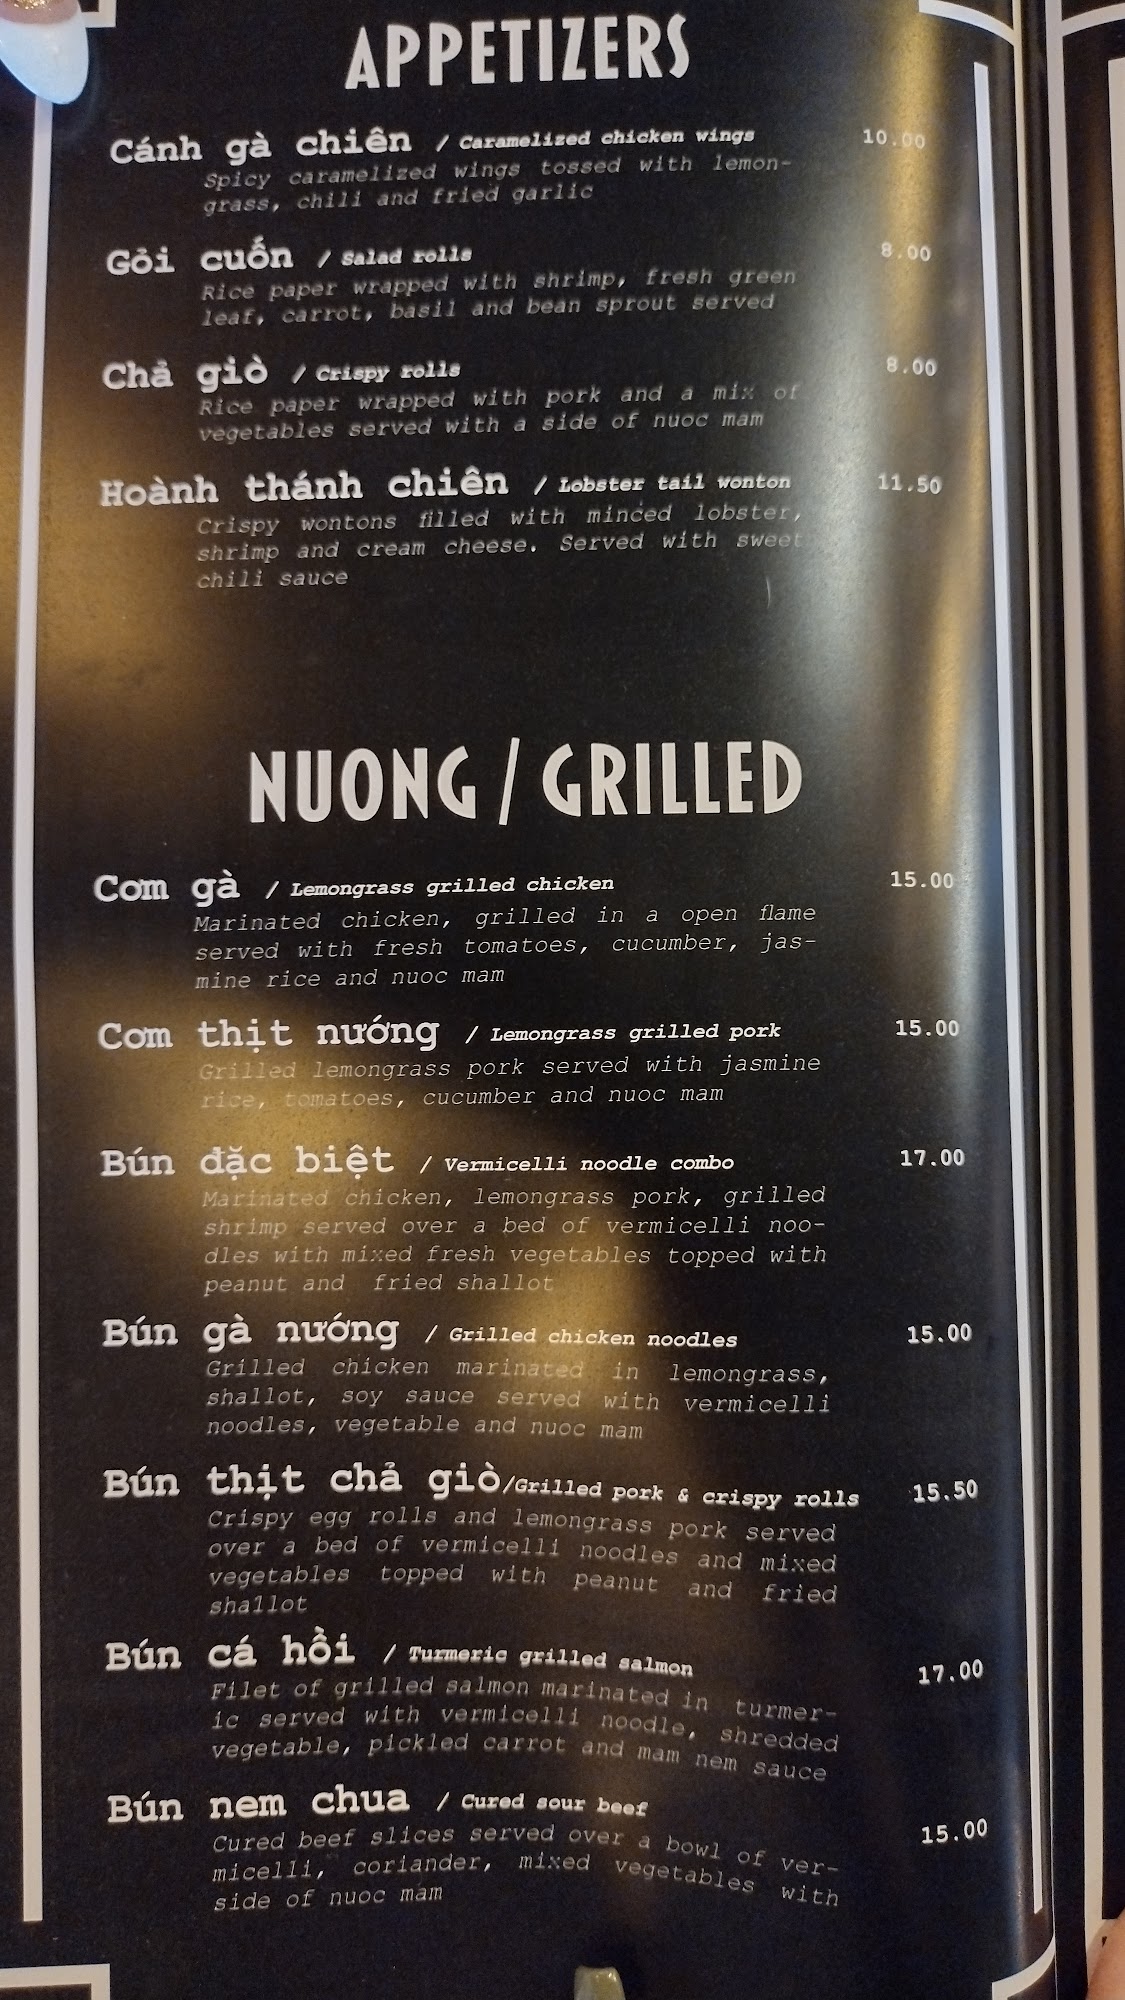 APPETIZERS
Cánh gà chiên / Caramelized chicken wings 10.00
Spicy caramelized wings tossed with lemon-
grass, chili and fried garlic
Gỏi cuốn / Salad rolls 8.00
Rice paper wrapped with shrimp, fresh green
leaf, carrot, basil and bean sprout served
Chả giò / Crispy rolls 8.00
Rice paper wrapped with pork and a mix of
vegetables served with a side of nuoc mam
Hoành thánh chiên / Lobster tail wonton 11.50
Crispy wontons filled with minced lobster,
shrimp and cream cheese. Served with sweet
chili sauce
NUONG / GRILLED
Cơm gà / Lemongrass grilled chicken 15.00
Marinated chicken, grilled in a open flame
served with fresh tomatoes, cucumber, jas-
mine rice and nuoc mam
Cơm thịt nướng / Lemongrass grilled pork 15.00
Grilled lemongrass pork served with jasmine
rice, tomatoes, cucumber and nuoc mam
Bún đặc biệt / Vermicelli noodle combo 17.00
Marinated chicken, lemongrass pork, grilled
shrimp served over a bed of vermicelli noo-
dles with mixed fresh vegetables topped with
peanut and fried shallot
Bún gà nướng / Grilled chicken noodles 15.00
Grilled chicken marinated in lemongrass,
shallot, soy sauce served with vermicelli
noodles, vegetable and nuoc mam
Bún thịt chả giò/Grilled pork & crispy rolls 15.50
Crispy egg rolls and lemongrass pork served
over a bed of vermicelli noodles and mixed
vegetables topped with peanut and fried
shallot
Bún cá hồi / Turmeric grilled salmon 17.00
Filet of grilled salmon marinated in turmer-
ic served with vermicelli noodle, shredded
vegetable, pickled carrot and mam nem sauce
Bún nem chua / Cured sour beef 15.00
Cured beef slices served over a bowl of ver-
micelli, coriander, mixed vegetables with
side of nuoc mam